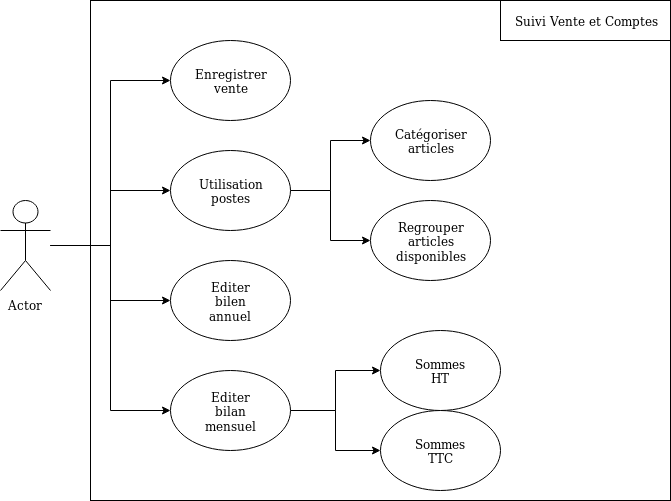 Suivi Vente et Comptes
Enregistrer
vente
Utilisation
postes
Catégoriser
articles
Regrouper
articles
disponibles
Actor
Editer
bilen
annuel
Editer
bilan
mensuel
Sommes
HT
Sommes
TTC